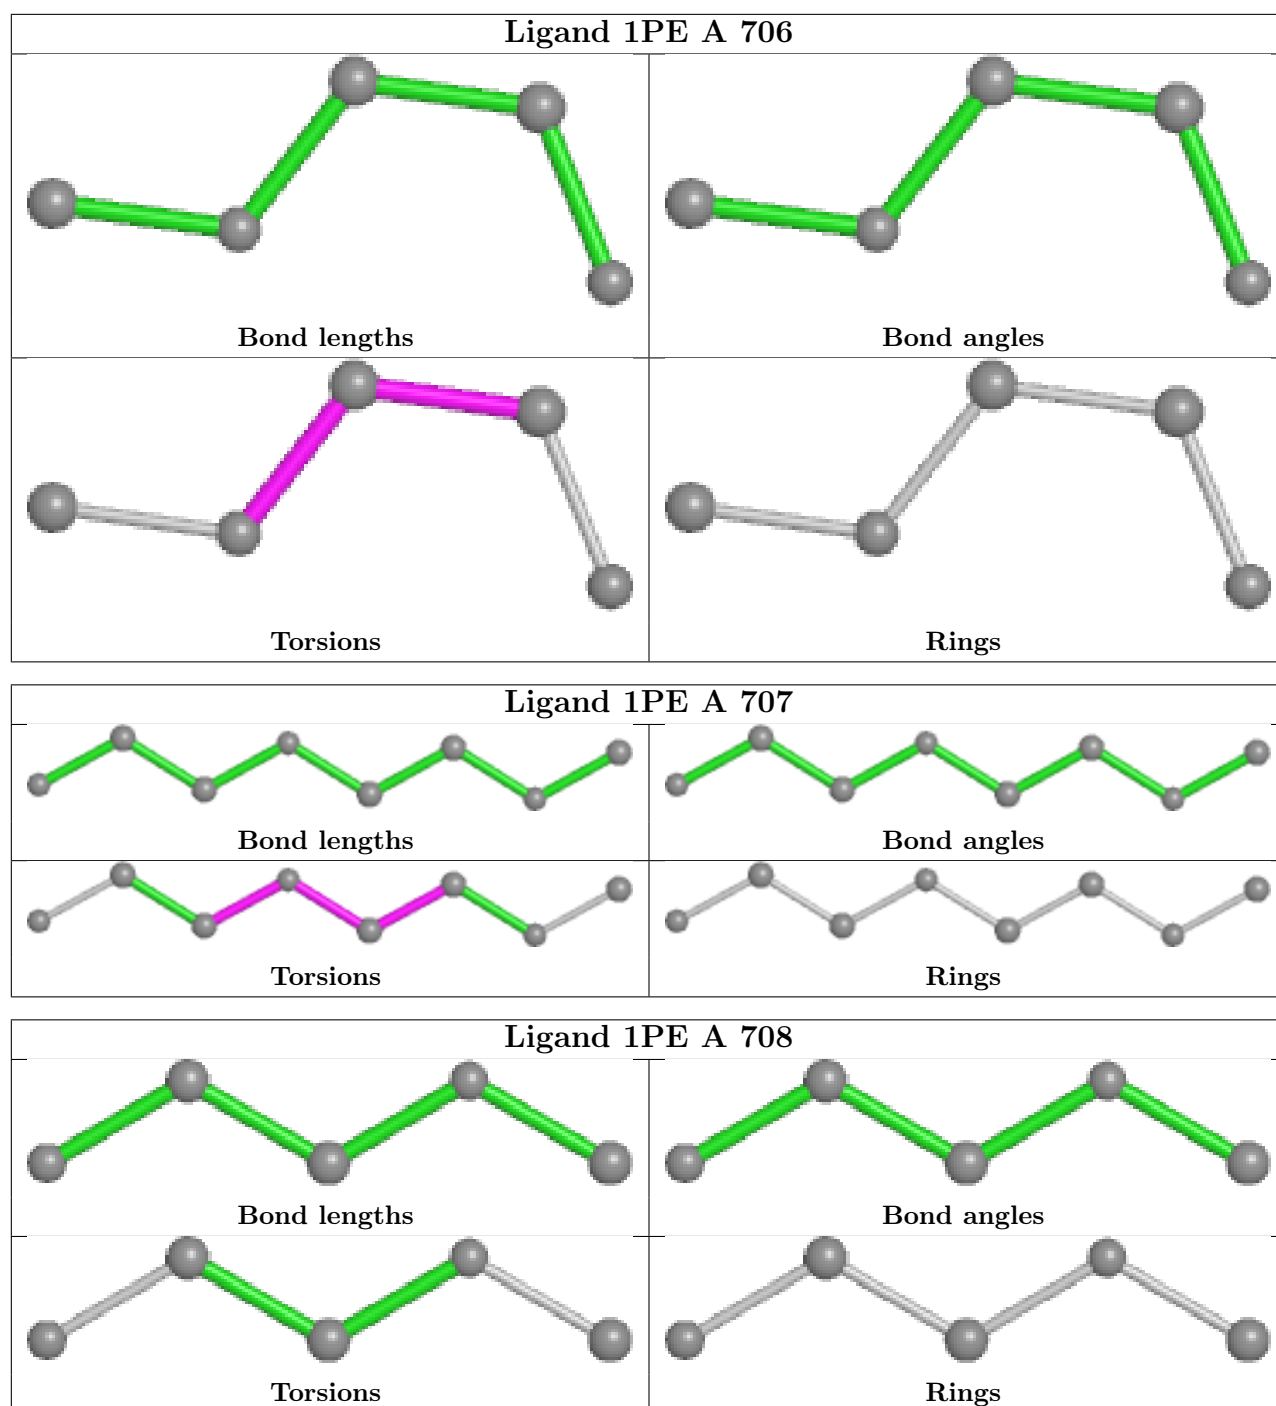 Ligand 1PE A 706
Bond lengths
Bond angles
Torsions
Rings
Ligand 1PE A 707
Bond lengths
Bond angles
Torsions
Rings
Ligand 1PE A 708
Bond lengths
Bond angles
Torsions
Rings